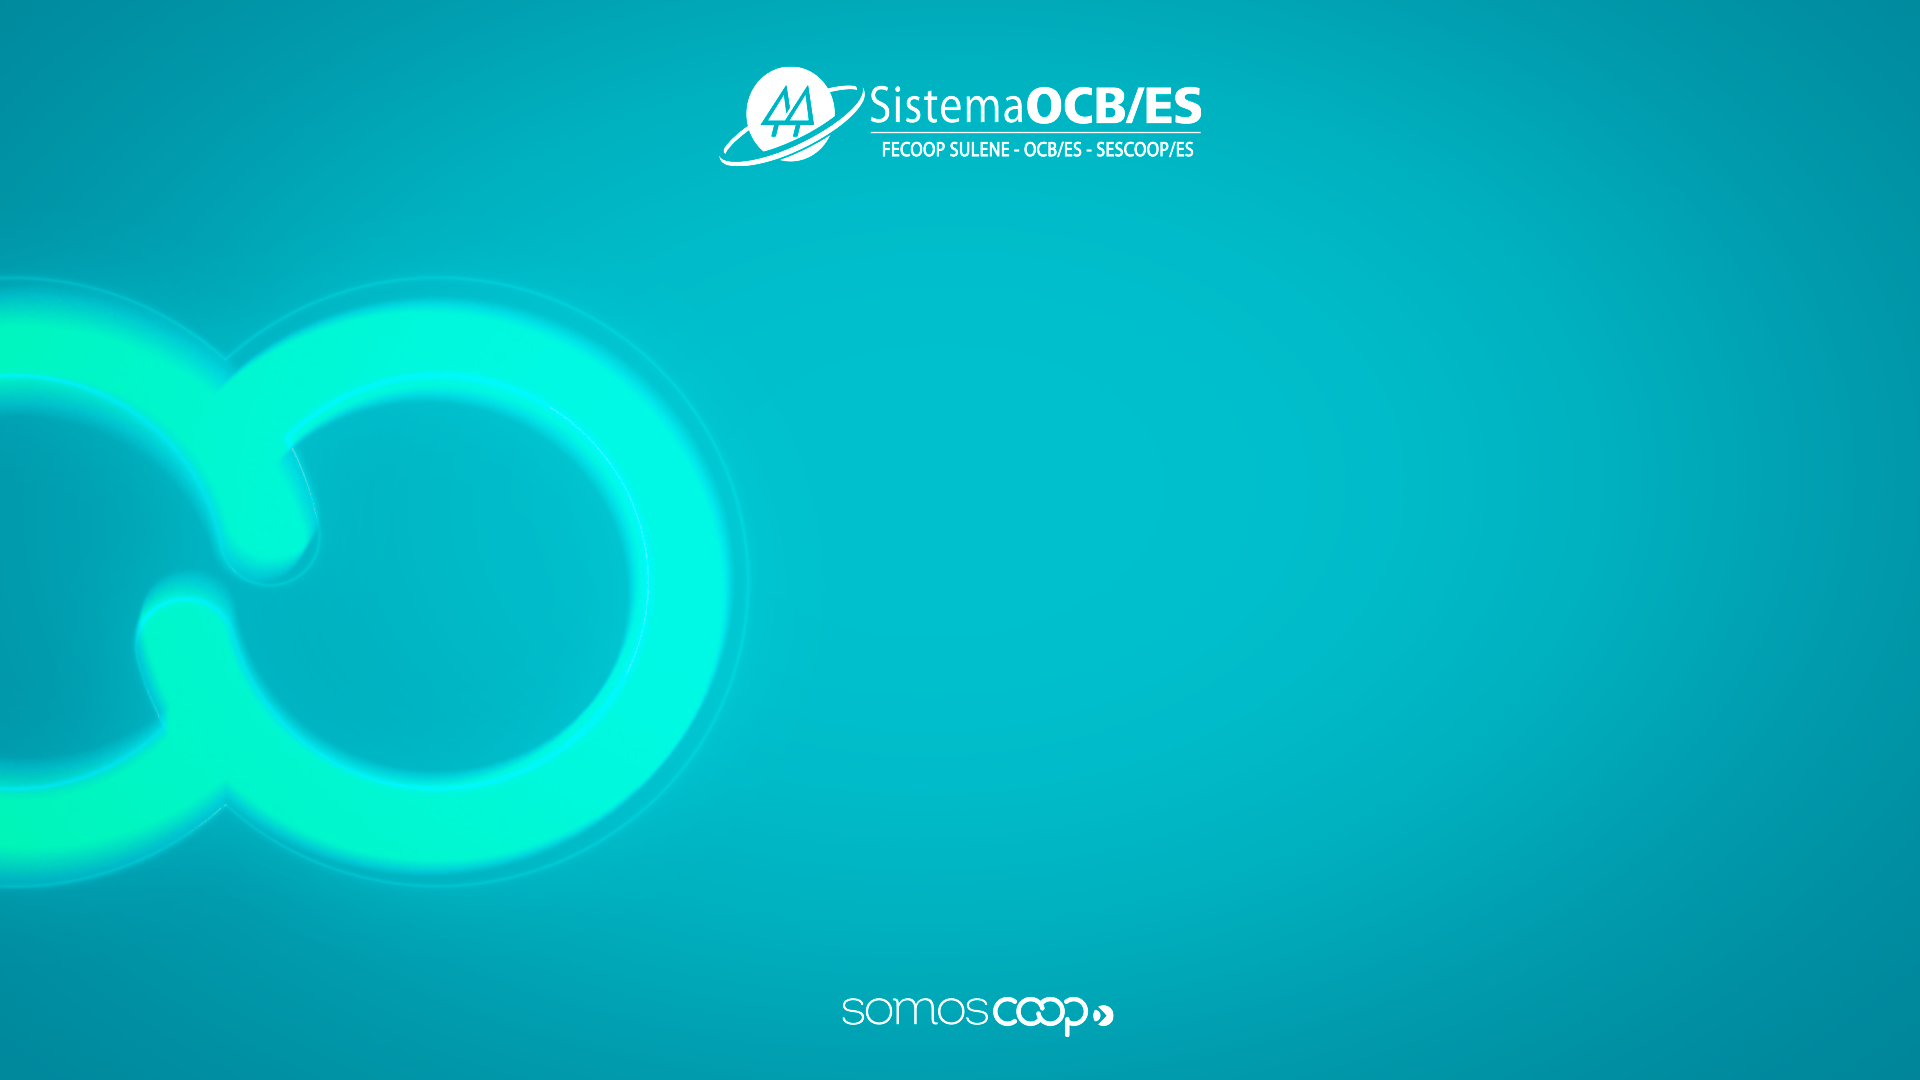 SistemaOCB/ES
FECOOP SULENE - OCB/ES - SESCOOP/ES
somoscoop